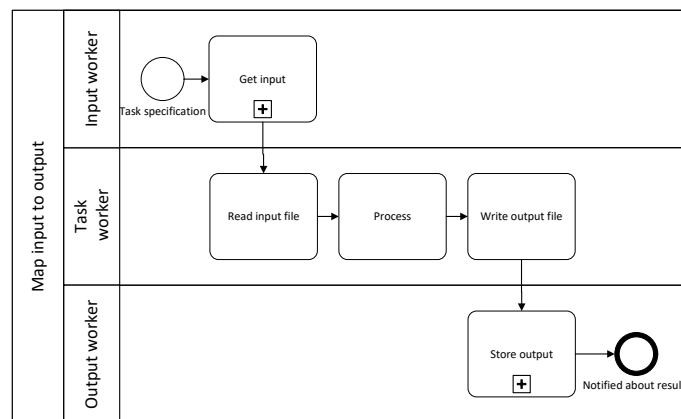 Map input to output
Input worker
Task specification
Get input
Task
worker
Read input file
Process
Write output file
Output worker
Store output
Notified about result